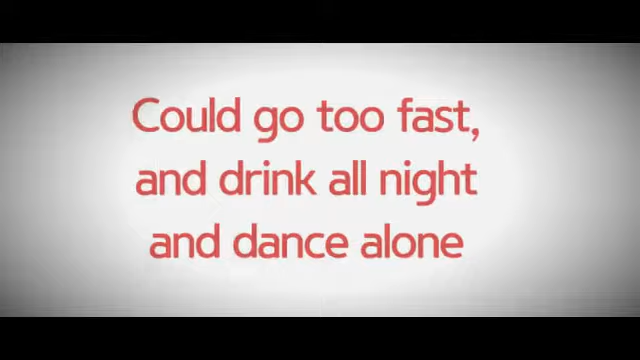 Could go too fast,
and drink all night
and dance alone